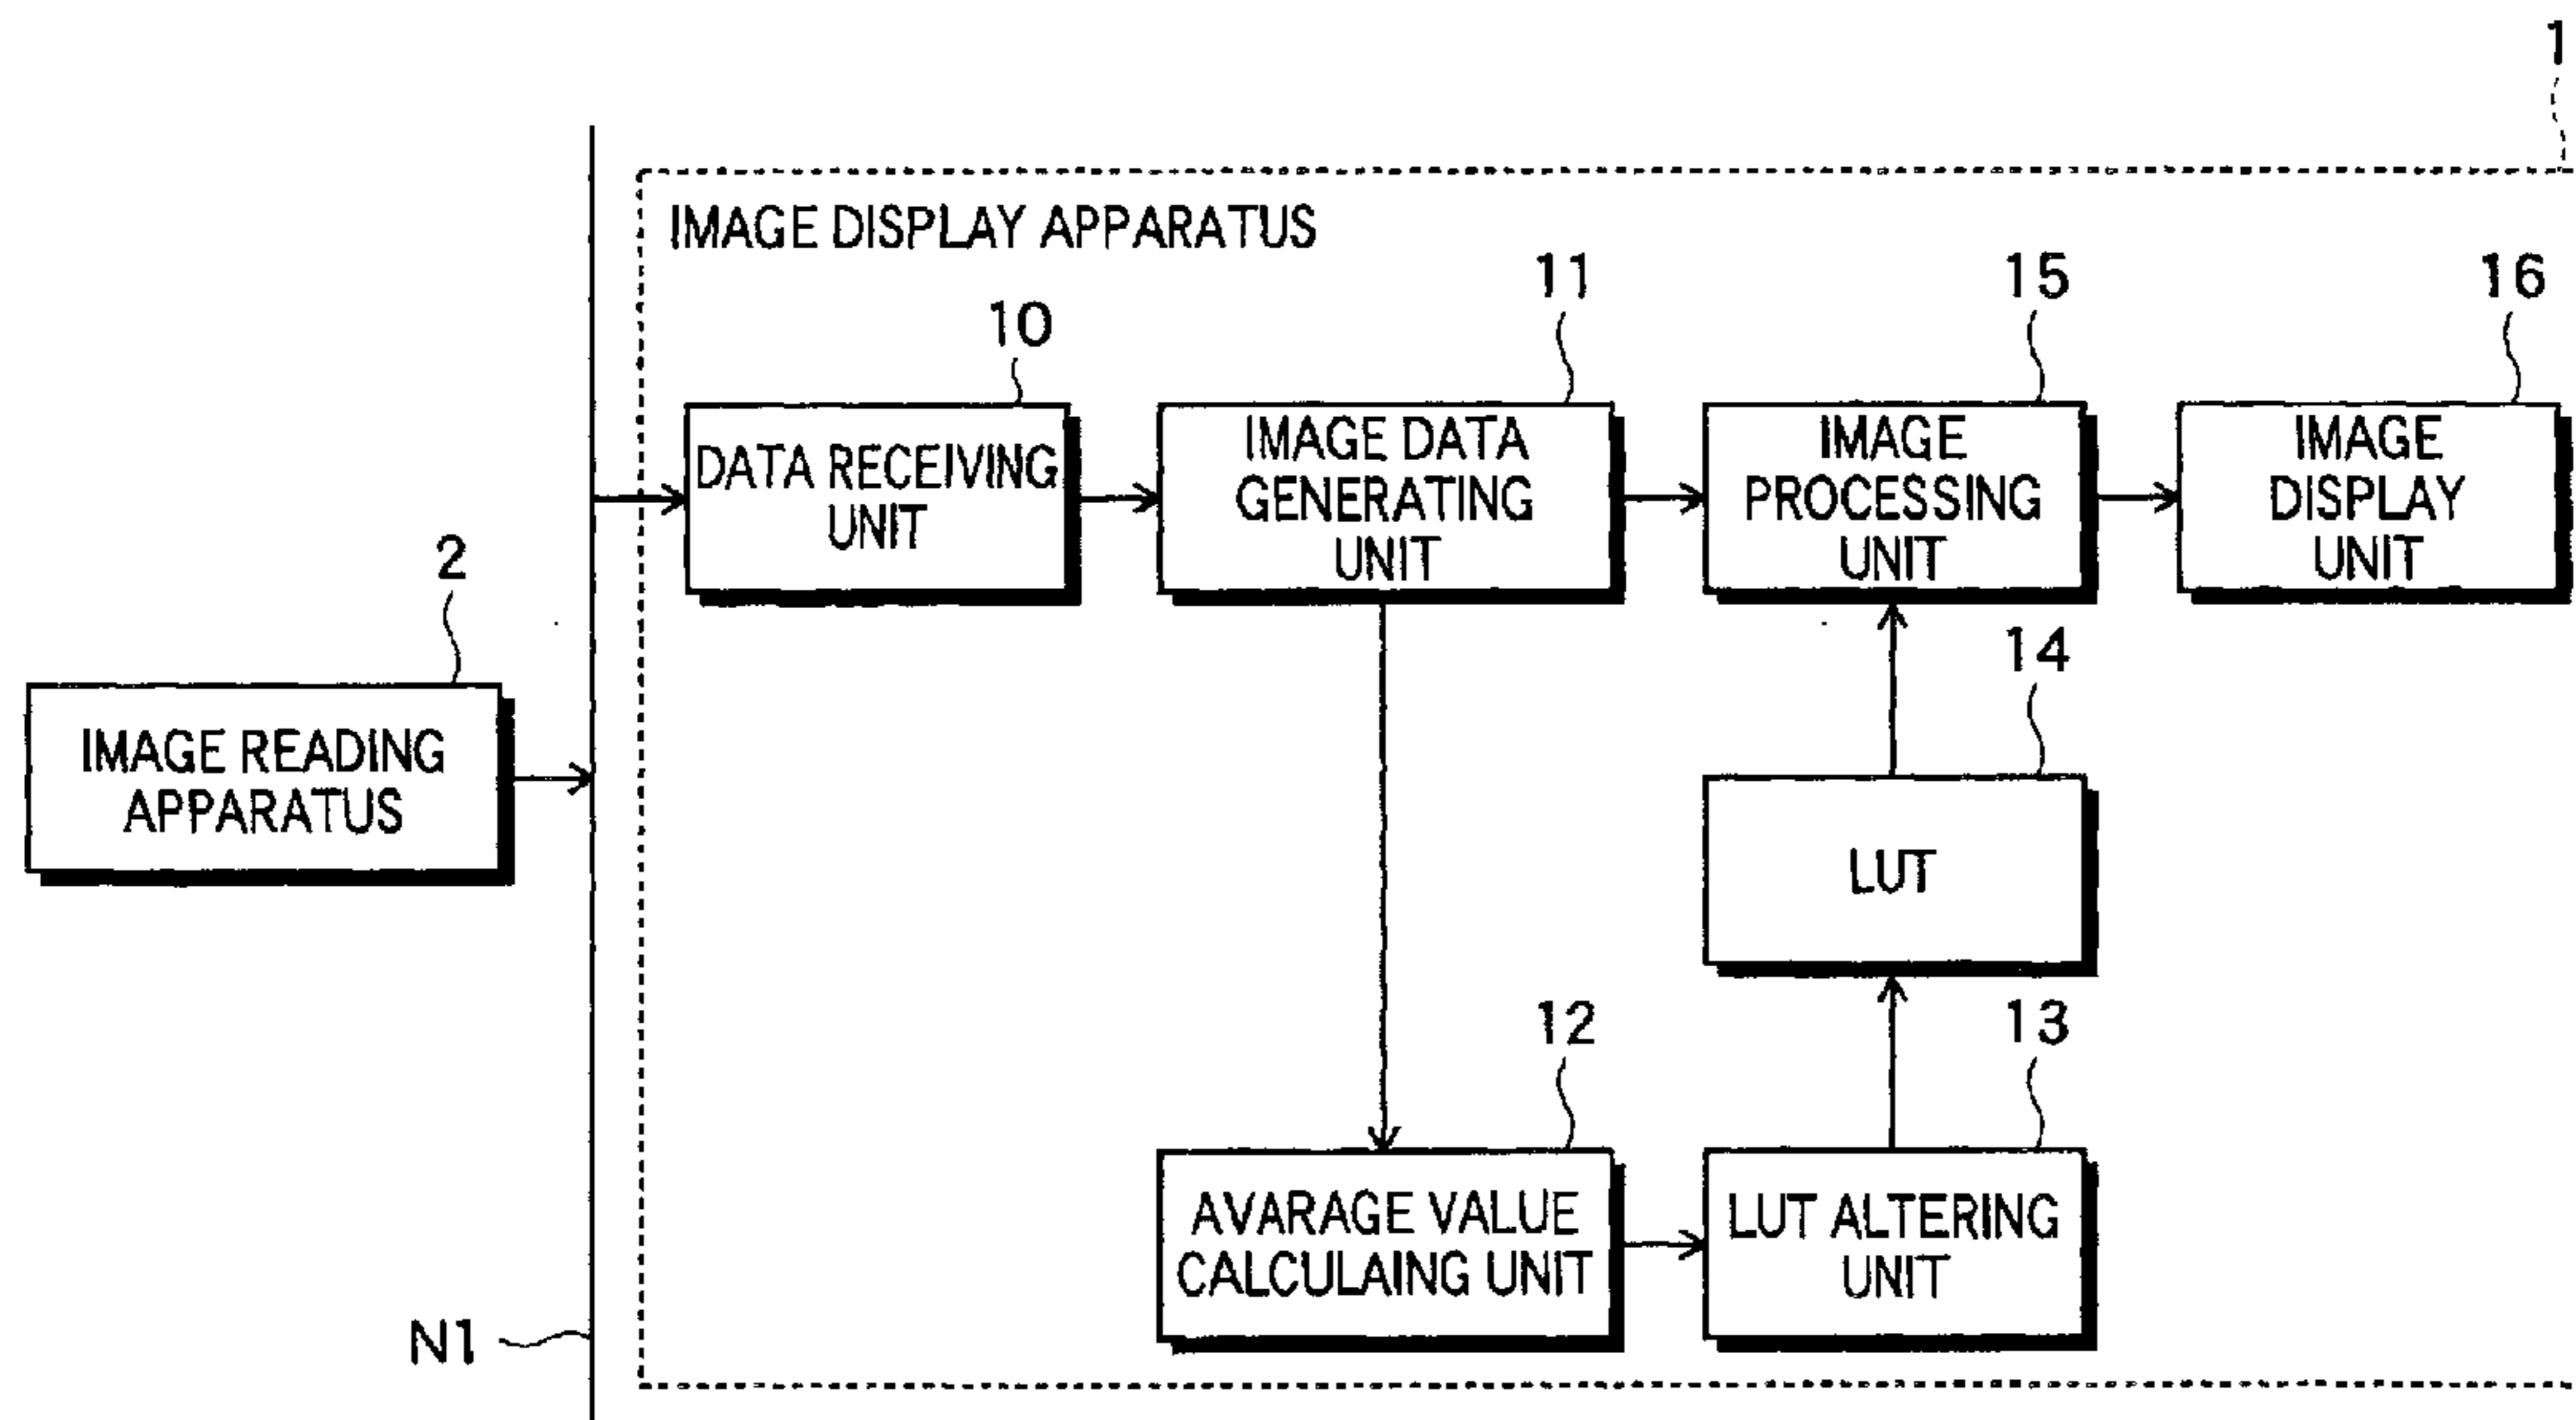 1
IMAGE DISPLAY APPARATUS
10
11
15
16
DATA RECEIVING
UNIT
IMAGE DATA
GENERATING
UNIT
IMAGE
PROCESSING
UNIT
IMAGE
DISPLAY
UNIT
2
IMAGE READING
APPARATUS
14
LUT
12
13
AVARAGE VALUE
CALCULAING UNIT
LUT ALTERING
UNIT
N1